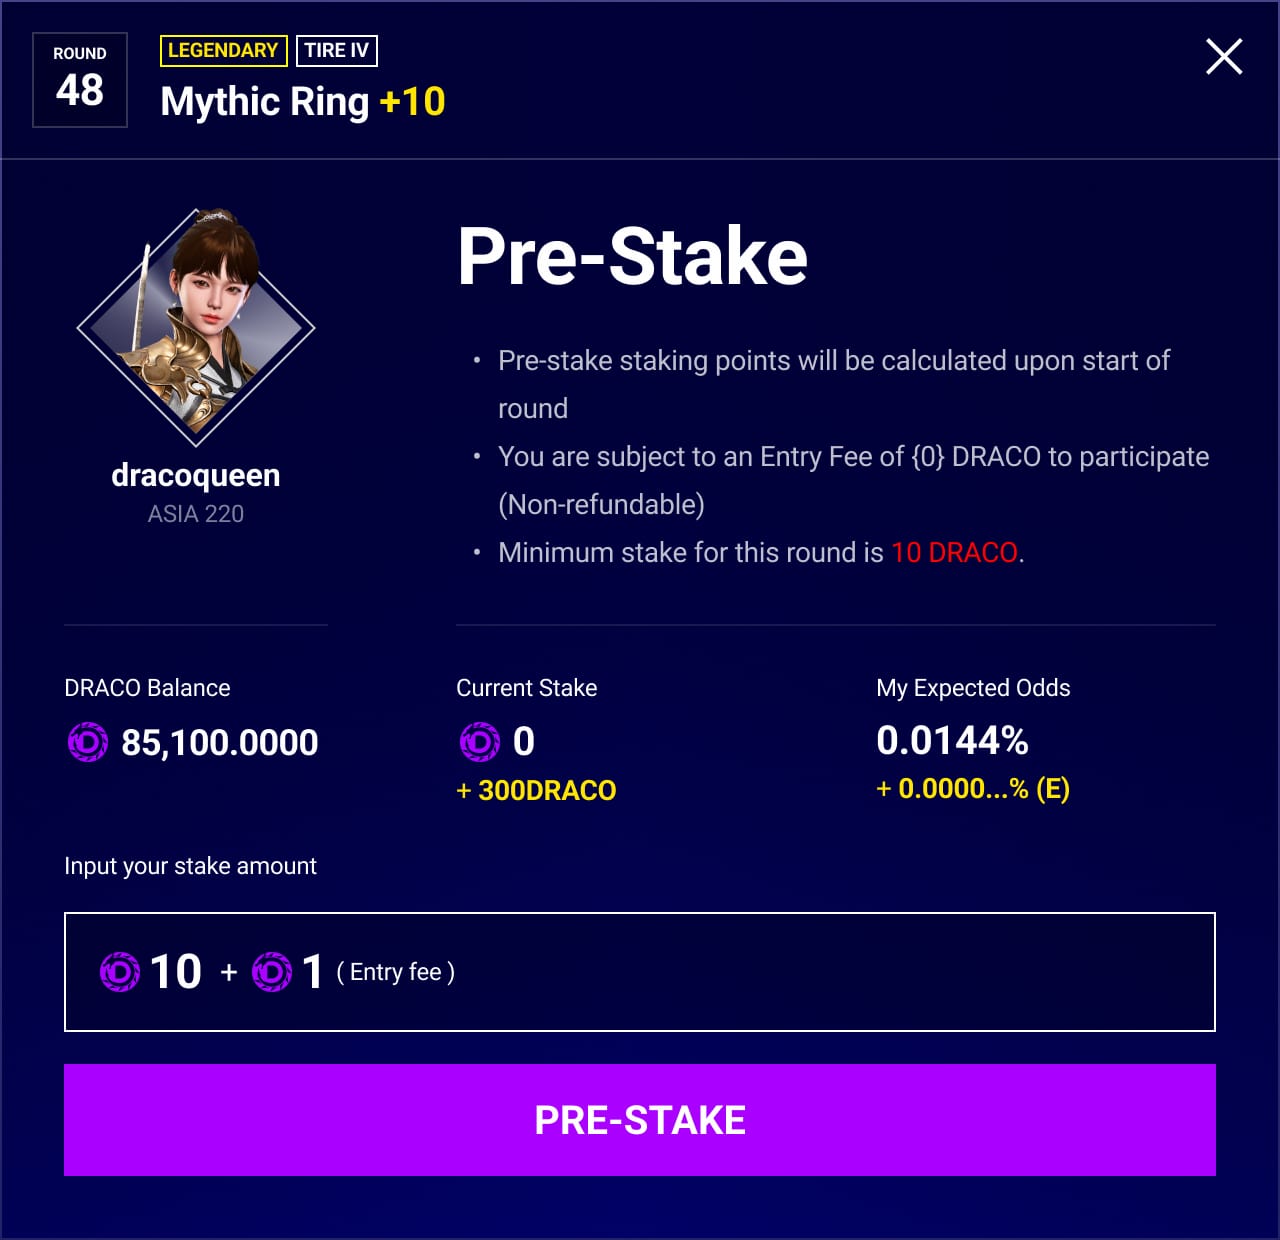 ROUND
48
LEGENDARY TIRE IV
Mythic Ring +10
Pre-Stake
• Pre-stake staking points will be calculated upon start of
round
• You are subject to an Entry Fee of {0} DRACO to participate
(Non-refundable)
• Minimum stake for this round is 10 DRACO.
dracoqueen
ASIA 220
DRACO Balance
85,100.0000
Current Stake
0
+ 300DRACO
My Expected Odds
0.0144%
+ 0.0000...% (E)
Input your stake amount
10 + 1 ( Entry fee )
PRE-STAKE